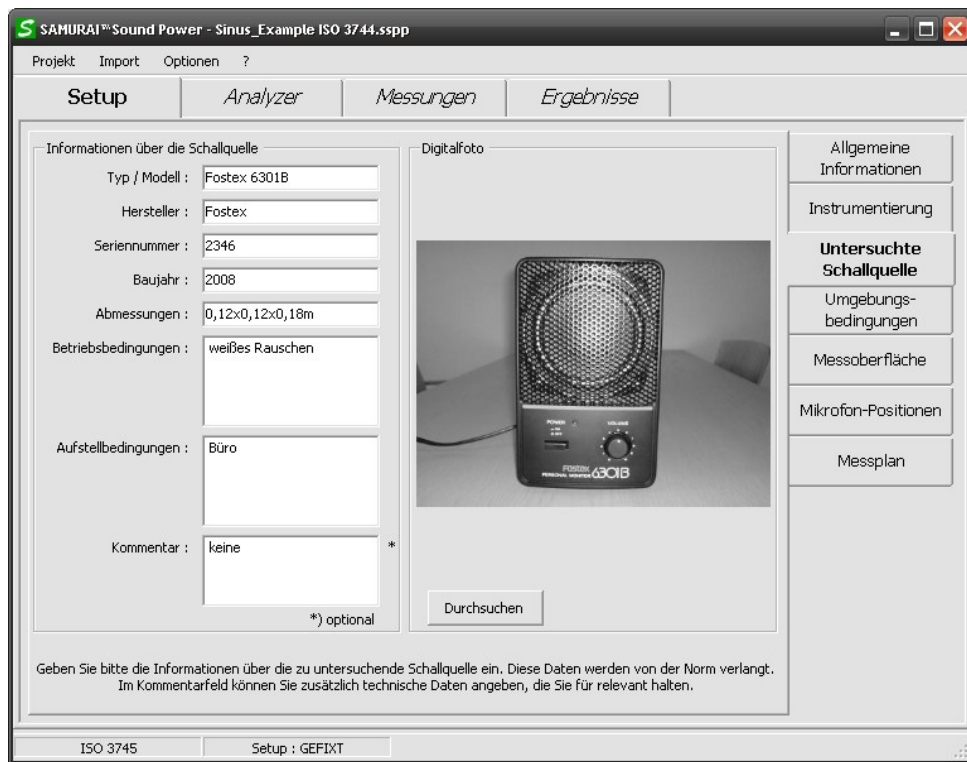 SAMURAI™Sound Power - Sinus_Example ISO 3744.sspp
Projekt Import Optionen ?
Setup Analyzer Messungen Ergebnisse
Informationen über die Schallquelle
Typ / Modell : Fostex 6301B
Hersteller : Fostex
Seriennummer : 2346
Baujahr : 2008
Abmessungen : 0,12x0,12x0,18m
Betriebsbedingungen : weißes Rauschen
Aufstellbedingungen : Büro
Kommentar : keine *
*) optional
Digitalfoto
POWER
VOLUME
FOSTEX
PERSONAL MONITOR 6301B
Durchsuchen
Allgemeine
Informationen
Instrumentierung
Untersuchte
Schallquelle
Umgebungs-
bedingungen
Messoberfläche
Mikrofon-Positionen
Messplan
Geben Sie bitte die Informationen über die zu untersuchende Schallquelle ein. Diese Daten werden von der Norm verlangt.
Im Kommentarfeld können Sie zusätzlich technische Daten angeben, die Sie für relevant halten.
ISO 3745 Setup : GEFIXT